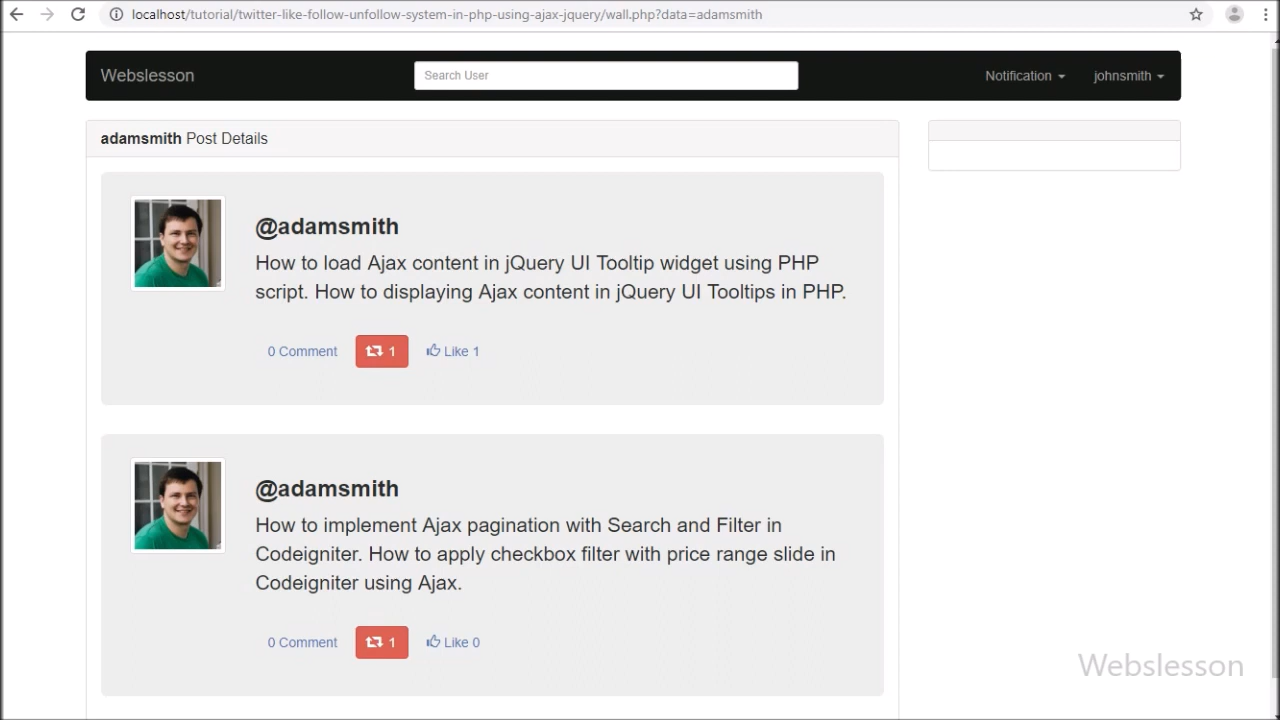 localhost/tutorial/twitter-like-follow-unfollow-system-in-php-using-ajax-jquery/wall.php?data=adamsmith
Webslesson
Search User
Notification
johnsmith
adamsmith Post Details
@adamsmith
How to load Ajax content in jQuery UI Tooltip widget using PHP
script. How to displaying Ajax content in jQuery UI Tooltips in PHP.
0 Comment
1
Like 1
@adamsmith
How to implement Ajax pagination with Search and Filter in
Codeigniter. How to apply checkbox filter with price range slide in
Codeigniter using Ajax.
0 Comment
1
Like 0
Webslesson